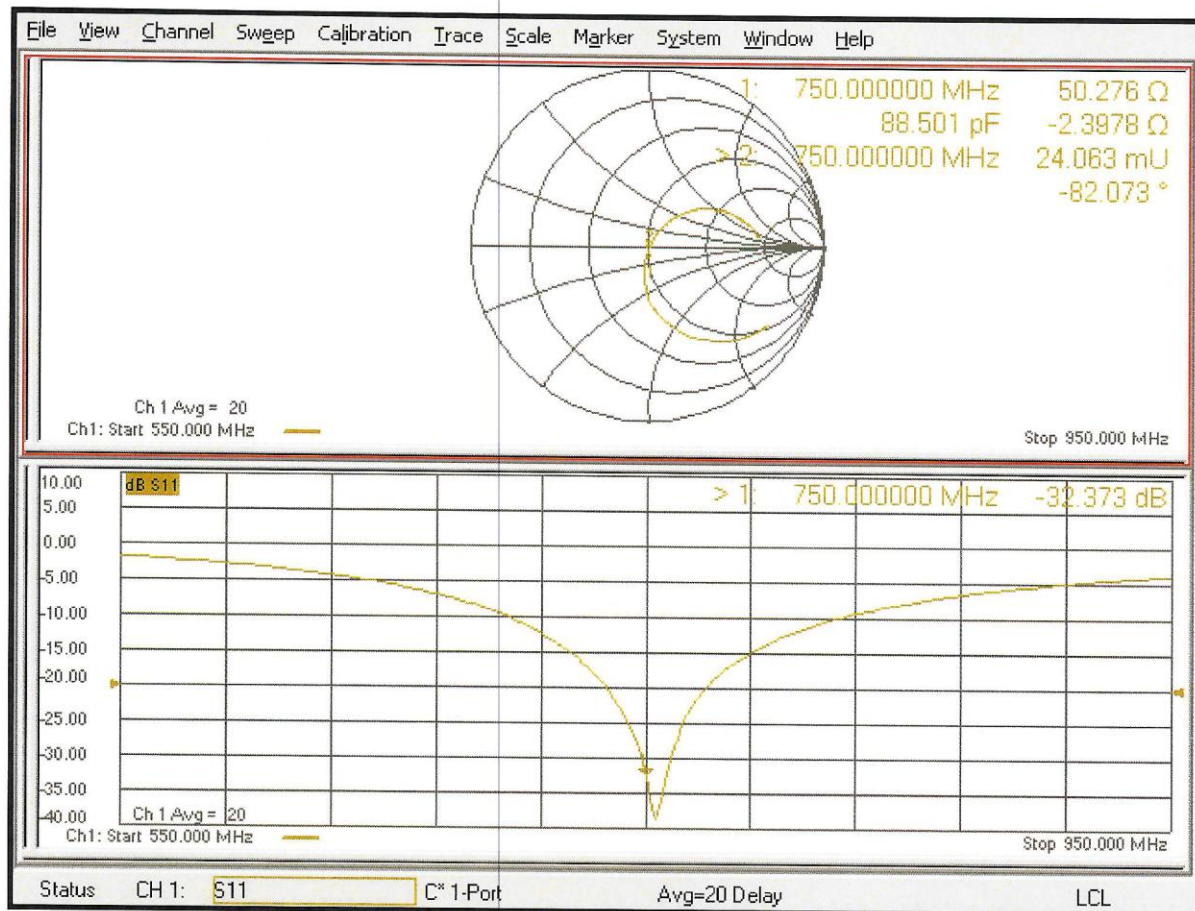 File View Channel Sweep Calibration Trace Scale Marker System Window Help
1: 750.000000 MHz 50.276 Ω
88.501 pF -2.3978 Ω
> 2: 750.000000 MHz 24.063 mU
-82.073 °
Ch 1 Avg = 20
Ch1: Start 550.000 MHz
Stop 950.000 MHz
10.00
dB S11
> 1: 750.000000 MHz -32.373 dB
5.00
0.00
-5.00
-10.00
-15.00
-20.00
-25.00
-30.00
-35.00
-40.00
Ch 1 Avg = 20
Ch1: Start 550.000 MHz
Stop 950.000 MHz
Status CH 1: S11 C* 1-Port Avg=20 Delay LCL